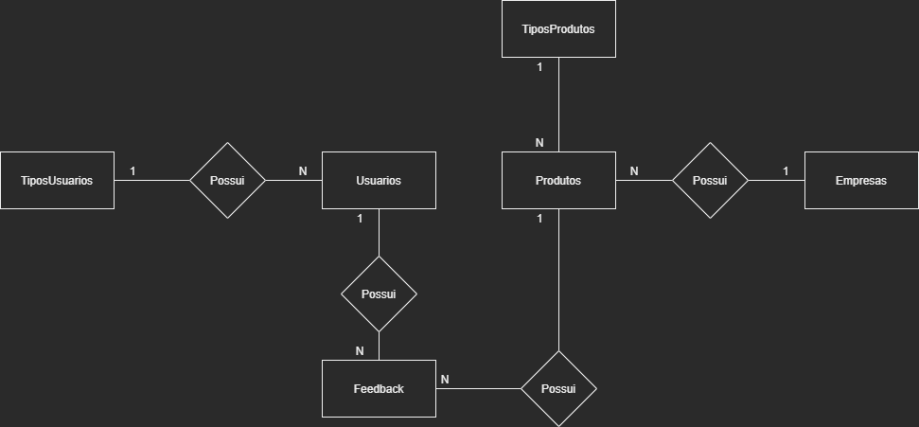 TiposProdutos
1
N
TiposUsuarios
1
Possui
N
Usuarios
Produtos
N
Possui
1
Empresas
1
1
Possui
N
Feedback
N
Possui